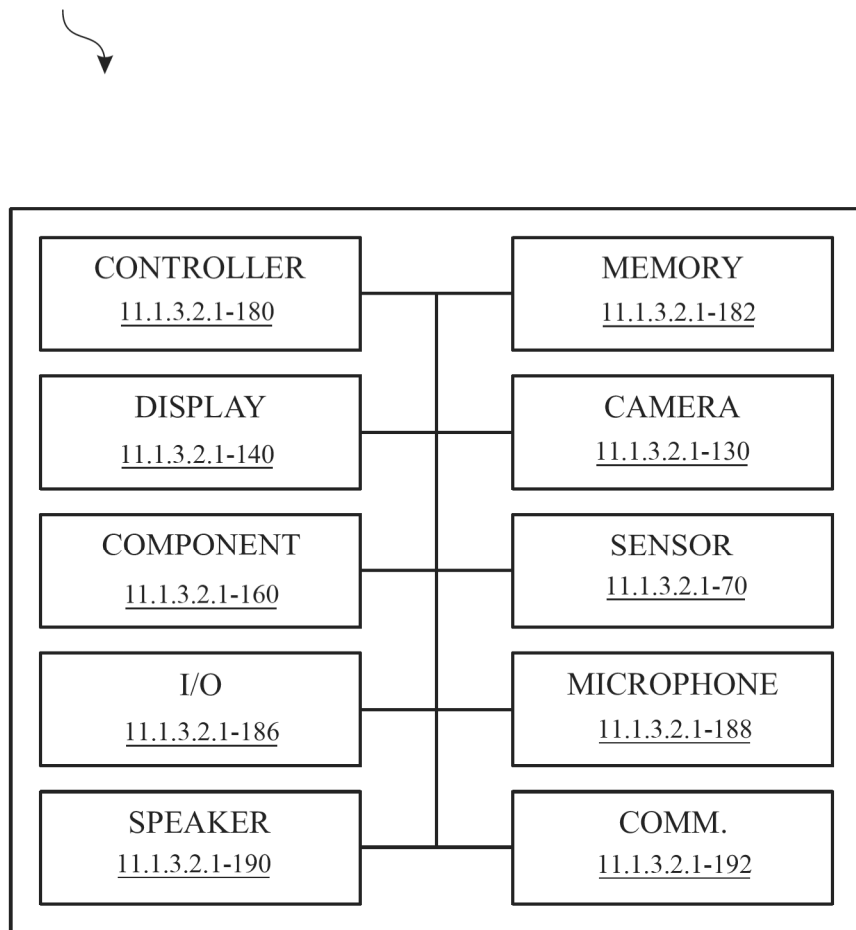 CONTROLLER
11.1.3.2.1-180
MEMORY
11.1.3.2.1-182
DISPLAY
11.1.3.2.1-140
CAMERA
11.1.3.2.1-130
COMPONENT
11.1.3.2.1-160
SENSOR
11.1.3.2.1-70
I/O
11.1.3.2.1-186
MICROPHONE
11.1.3.2.1-188
SPEAKER
11.1.3.2.1-190
COMM.
11.1.3.2.1-192